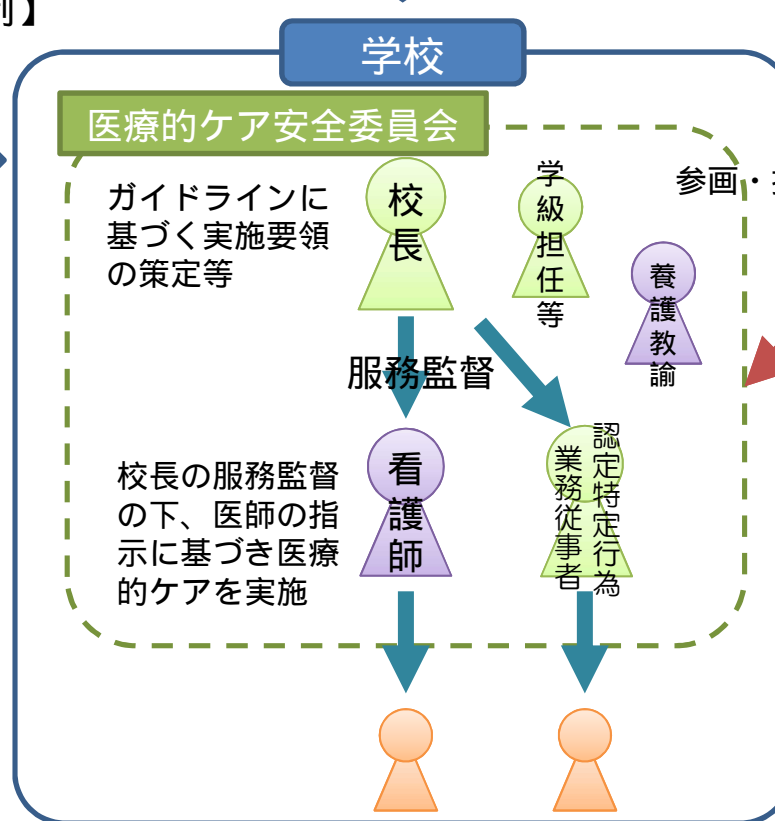 】
学校
医療的ケア安全委員会
ガイドラインに
基づく実施要領
の策定等
校長
学級担任等
参画・
養護教諭
服務監督
校長の服務監督
の下、医師の指
示に基づき医療
的ケアを実施
看護師
認定特定行為
業務従事者